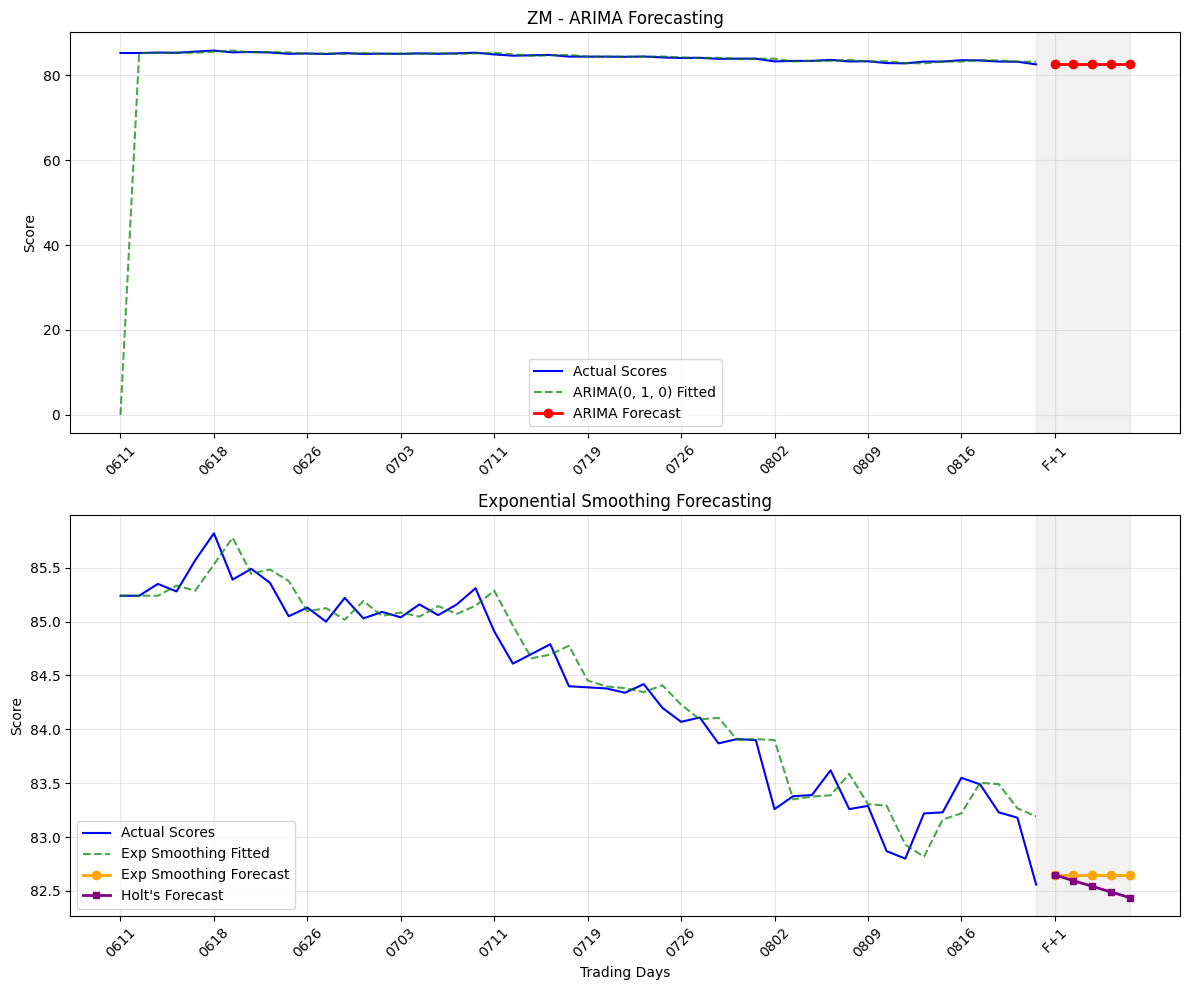 ZM - ARIMA Forecasting
Score
80
60
40
20
0
Actual Scores
ARIMA(0, 1, 0) Fitted
ARIMA Forecast
0611 0618 0626 0703 0711 0719 0726 0802 0809 0816 F+1
Exponential Smoothing Forecasting
Score
85.5
85.0
84.5
84.0
83.5
83.0
82.5
Actual Scores
Exp Smoothing Fitted
Exp Smoothing Forecast
Holt's Forecast
0611 0618 0626 0703 0711 0719 0726 0802 0809 0816 F+1
Trading Days